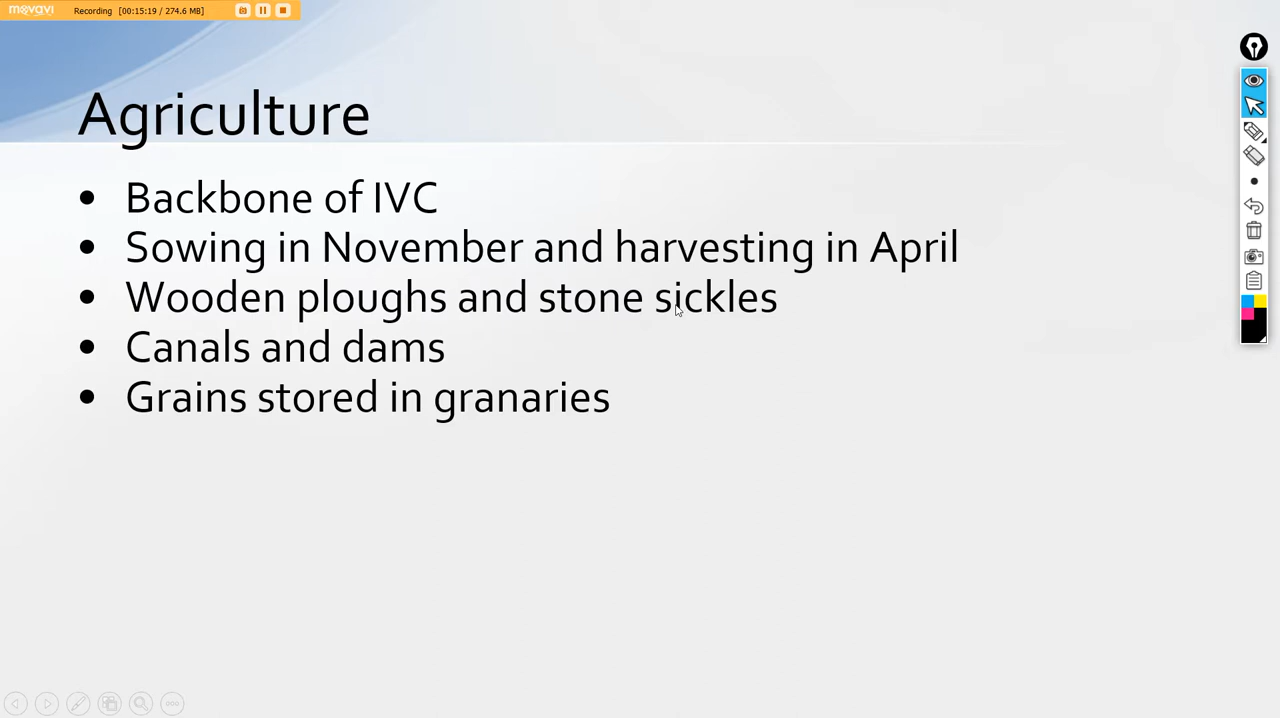 movavi Recording [00:15:19 / 274.6 MB]
Agriculture
• Backbone of IVC
• Sowing in November and harvesting in April
• Wooden ploughs and stone sickles
• Canals and dams
• Grains stored in granaries